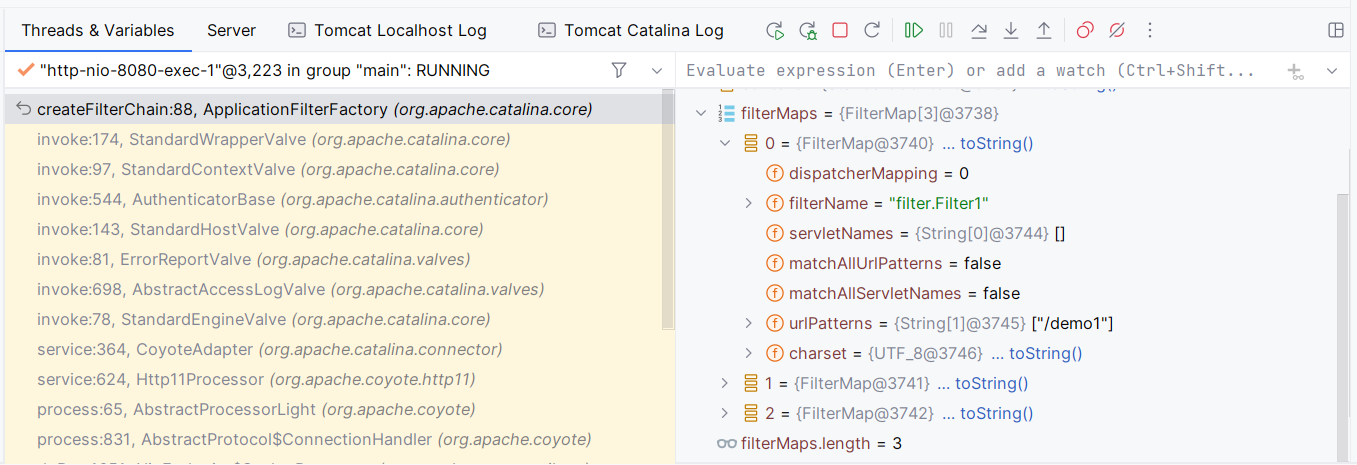 Threads & Variables Server Tomcat Localhost Log Tomcat Catalina Log
"http-nio-8080-exec-1"@3,223 in group "main": RUNNING
createFilterChain:88, ApplicationFilterFactory (org.apache.catalina.core)
invoke:174, StandardWrapperValve (org.apache.catalina.core)
invoke:97, StandardContextValve (org.apache.catalina.core)
invoke:544, AuthenticatorBase (org.apache.catalina.authenticator)
invoke:143, StandardHostValve (org.apache.catalina.core)
invoke:81, ErrorReportValve (org.apache.catalina.valves)
invoke:698, AbstractAccessLogValve (org.apache.catalina.valves)
invoke:78, StandardEngineValve (org.apache.catalina.core)
service:364, CoyoteAdapter (org.apache.catalina.connector)
service:624, Http11Processor (org.apache.coyote.http11)
process:65, AbstractProcessorLight (org.apache.coyote)
process:831, AbstractProtocol$ConnectionHandler (org.apache.coyote)
Evaluate expression (Enter) or add a watch (Ctrl+Shift...
filterMaps = {FilterMap[3]@3738}
0 = {FilterMap@3740} ... toString()
dispatcherMapping = 0
filterName = "filter.Filter1"
servletNames = {String[0]@3744} []
matchAllUrlPatterns = false
matchAllServletNames = false
urlPatterns = {String[1]@3745} ["/demo1"]
charset = {UTF_8@3746} ... toString()
1 = {FilterMap@3741} ... toString()
2 = {FilterMap@3742} ... toString()
filterMaps.length = 3